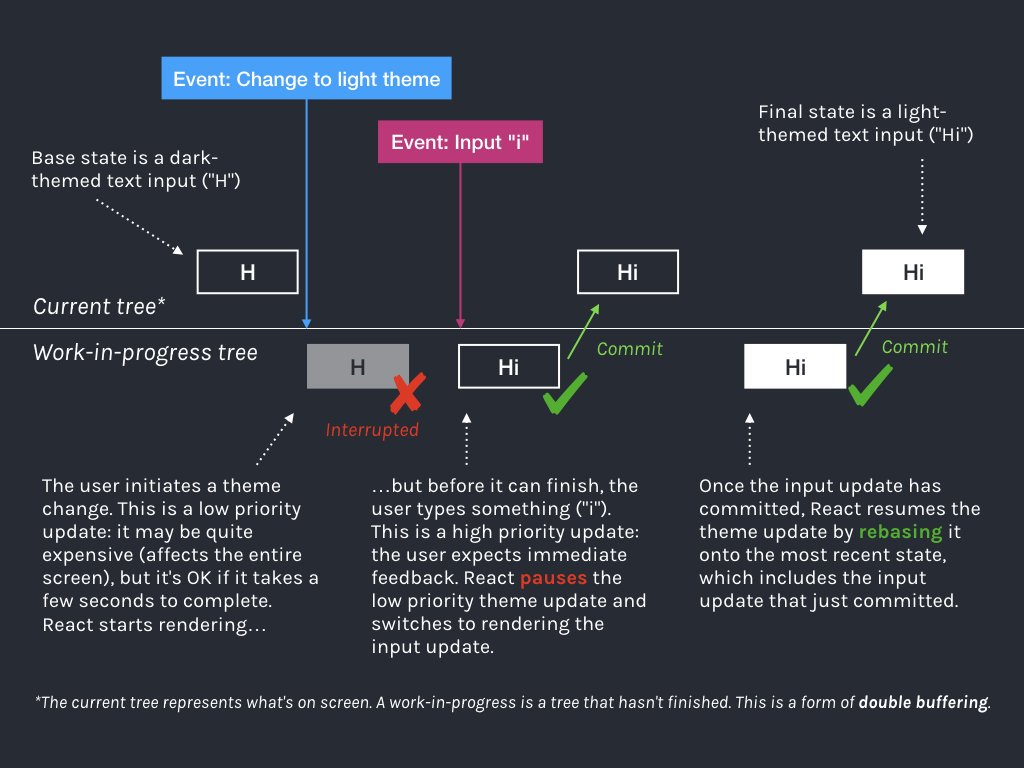 Event: Change to light theme
Event: Input "i"
Final state is a light-
themed text input ("Hi")
Base state is a dark-
themed text input ("H")
H
Hi
Hi
Current tree*
Work-in-progress tree
H
Hi
Commit
Hi
Commit
Interrupted
The user initiates a theme
change. This is a low priority
update: it may be quite
expensive (affects the entire
screen), but it's OK if it takes a
few seconds to complete.
React starts rendering…
…but before it can finish, the
user types something ("i").
This is a high priority update:
the user expects immediate
feedback. React pauses the
low priority theme update and
switches to rendering the
input update.
Once the input update has
committed, React resumes the
theme update by rebasing it
onto the most recent state,
which includes the input
update that just committed.
*The current tree represents what's on screen. A work-in-progress is a tree that hasn't finished. This is a form of double buffering.